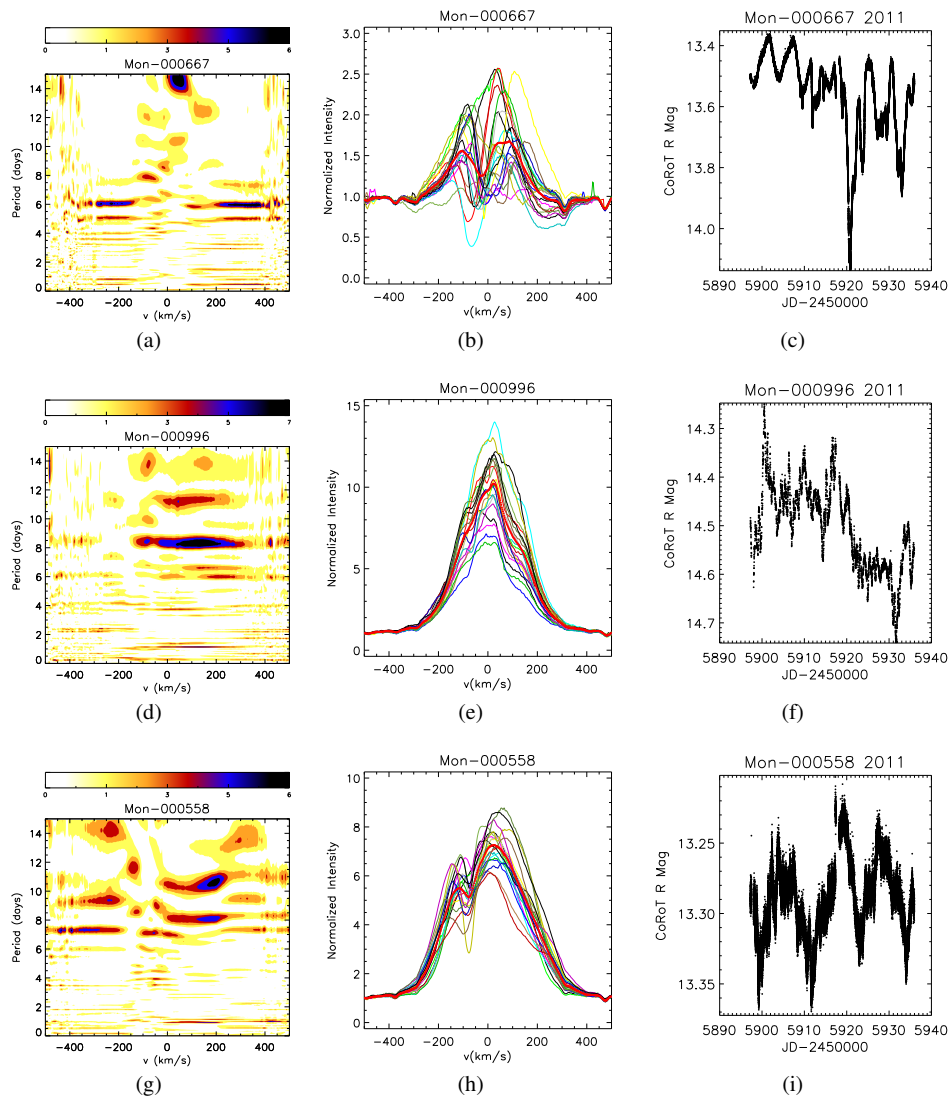 0 1 3 5 6
Mon-000667
Period (days)
14
12
10
8
6
4
2
0
-400 -200 0 200 400
v (km/s)
(a)
Mon-000667
Normalized Intensity
3.0
2.5
2.0
1.5
1.0
0.5
0.0
-400 -200 0 200 400
v(km/s)
(b)
Mon-000667 2011
CoRoT R Mag
13.4
13.6
13.8
14.0
5890 5900 5910 5920 5930 5940
JD-2450000
(c)
0 1 3 5 7
Mon-000996
Period (days)
14
12
10
8
6
4
2
0
-400 -200 0 200 400
v (km/s)
(d)
Mon-000996
Normalized Intensity
15
10
5
0
-400 -200 0 200 400
v(km/s)
(e)
Mon-000996 2011
CoRoT R Mag
14.3
14.4
14.5
14.6
14.7
5890 5900 5910 5920 5930 5940
JD-2450000
(f)
0 1 3 5 6
Mon-000558
Period (days)
14
12
10
8
6
4
2
0
-400 -200 0 200 400
v (km/s)
(g)
Mon-000558
Normalized Intensity
10
8
6
4
2
0
-400 -200 0 200 400
v(km/s)
(h)
Mon-000558 2011
CoRoT R Mag
13.25
13.30
13.35
5890 5900 5910 5920 5930 5940
JD-2450000
(i)